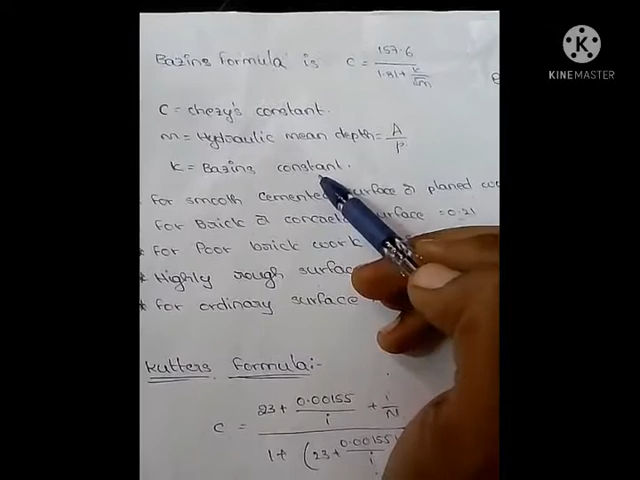 Bazins Formula is C = 157.6 / 1.81 + K/√m
KINEMASTER
C = chezy's constant.
m = Hydraulic mean depth = A/P.
K = Bazins constant.
For smooth cemented surface & planed
For Brick & concrete surface = 0.21
* For Poor brick work
* Highly rough surface
* For ordinary surface
Kutters Formula:-
C = 23 + 0.00155/i + 1/N
1 + (23 + 0.00155/i)